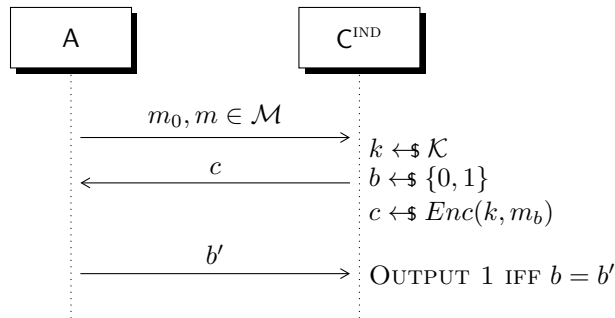 A
C^IND
m_0, m ∈ ℳ
k ←$ 𝒦
c
b ←$ {0, 1}
c ←$ Enc(k, m_b)
b′
OUTPUT 1 IFF b = b′